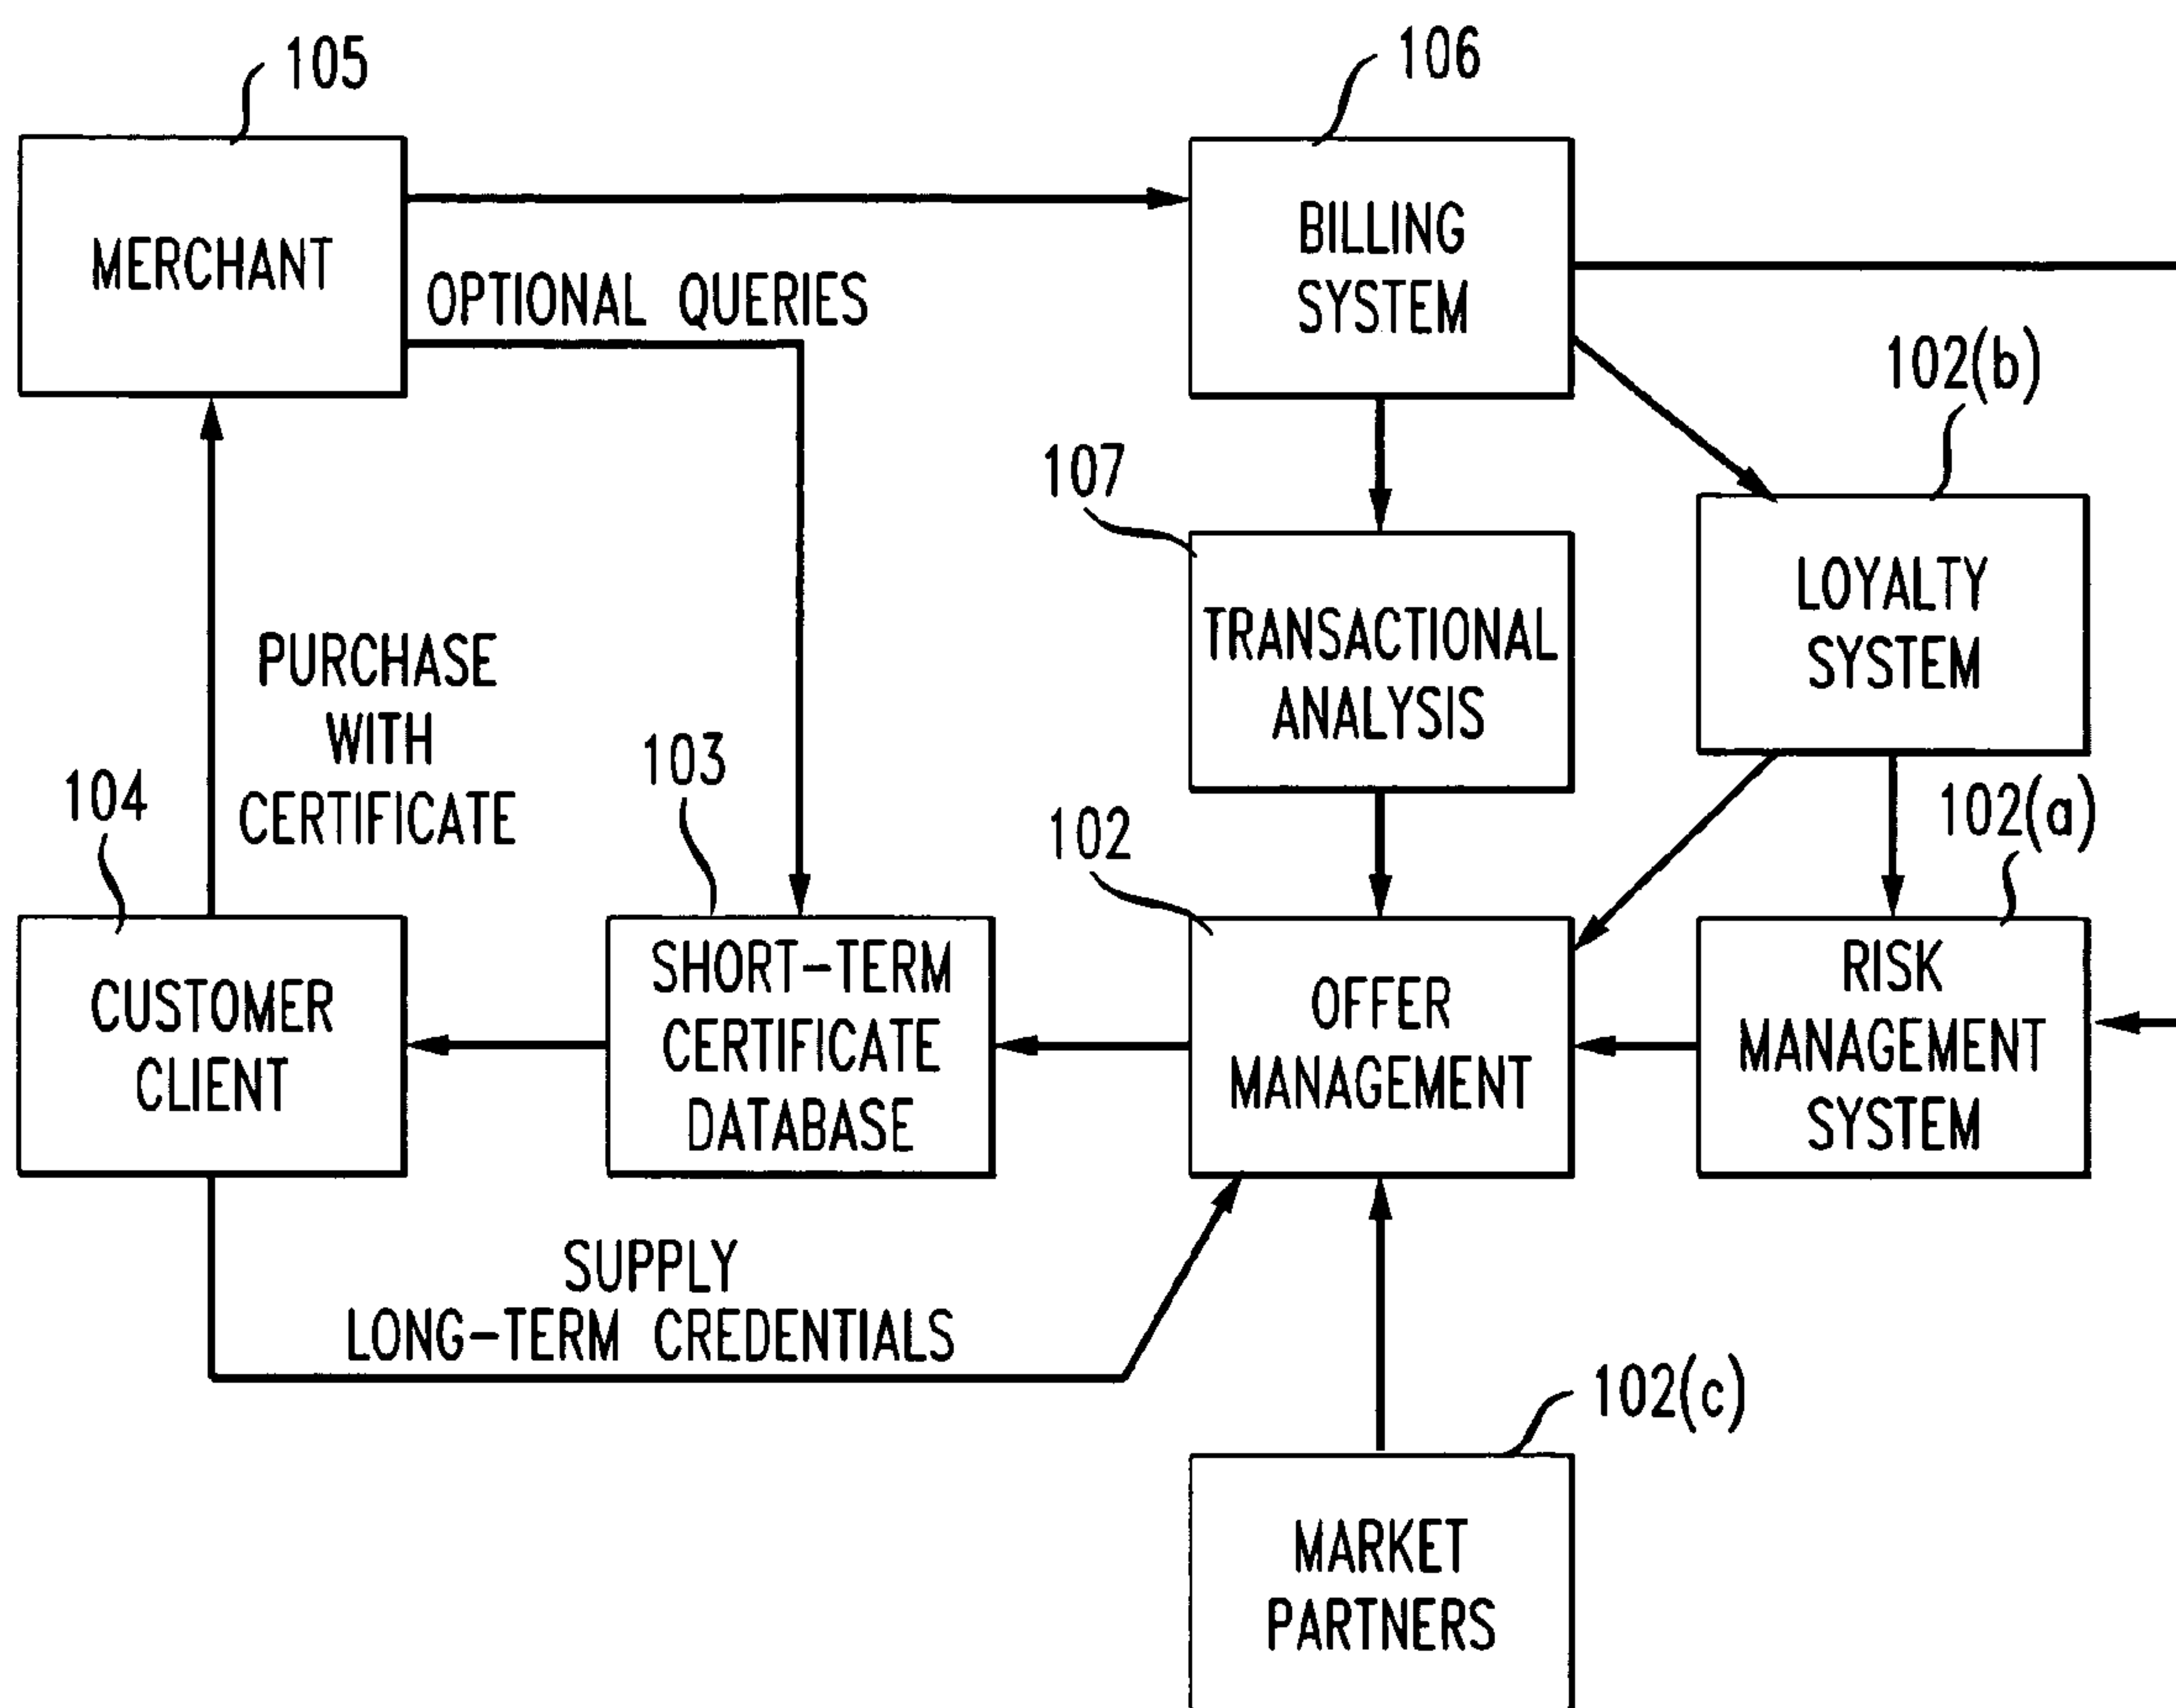 105
106
MERCHANT
OPTIONAL QUERIES
BILLING
SYSTEM
102(b)
107
LOYALTY
SYSTEM
TRANSACTIONAL
ANALYSIS
PURCHASE
WITH
CERTIFICATE
104
103
102
102(a)
CUSTOMER
CLIENT
SHORT-TERM
CERTIFICATE
DATABASE
OFFER
MANAGEMENT
RISK
MANAGEMENT
SYSTEM
SUPPLY
LONG-TERM CREDENTIALS
102(c)
MARKET
PARTNERS